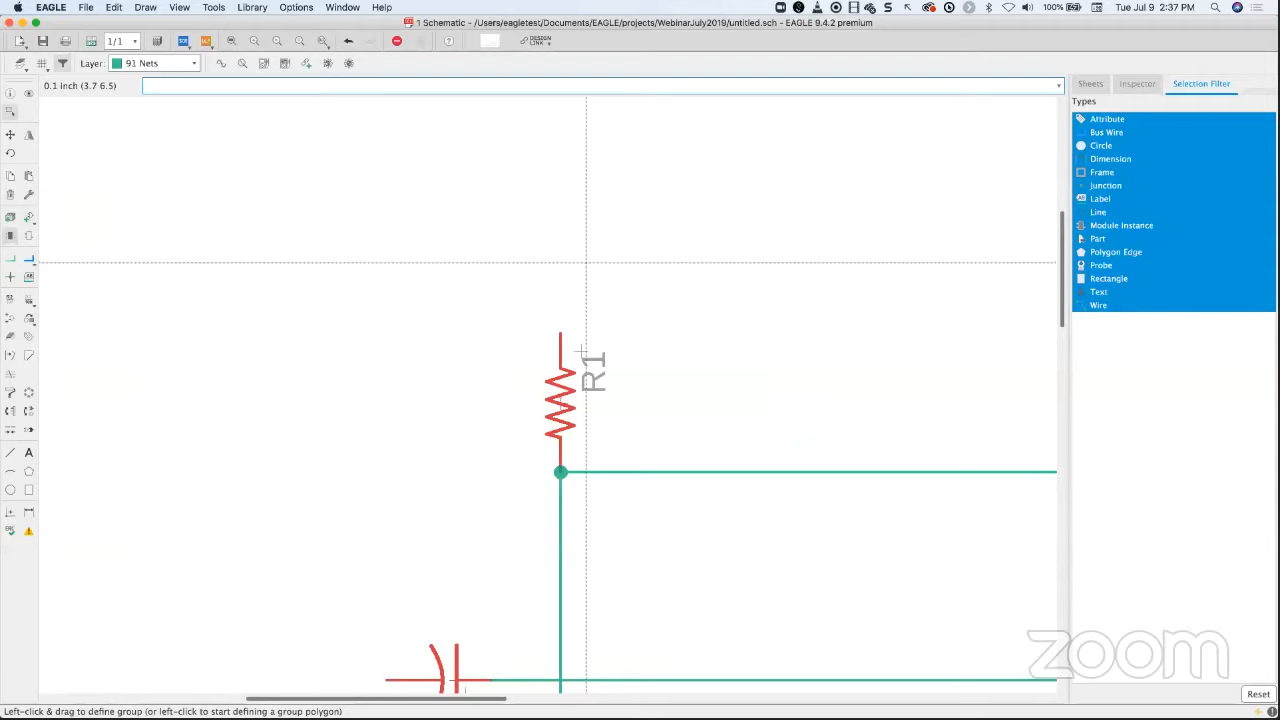 EAGLE File Edit Draw View Tools Library Options Window Help 100% Tue Jul 9 2:37 PM
1 Schematic - /Users/eagletest/Documents/EAGLE/projects/WebinarJuly2019/untitled.sch - EAGLE 9.4.2 premium
1/1 DESIGN LINK
Layer: 91 Nets
0.1 inch (3.7 6.5)
Sheets Inspector Selection Filter
Types
Attribute
Bus Wire
Circle
Dimension
Frame
Junction
Label
Line
Module Instance
Part
Polygon Edge
Probe
Rectangle
Text
Wire
R1
zoom
Reset
Left-click & drag to define group (or left-click to start defining a group polygon)